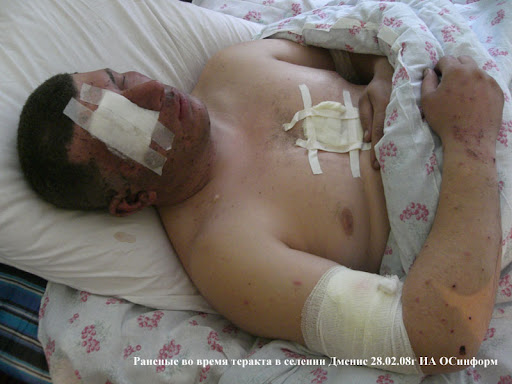 Раненые во время теракта в селении Дменис 28.02.08г ИА ОСинформ